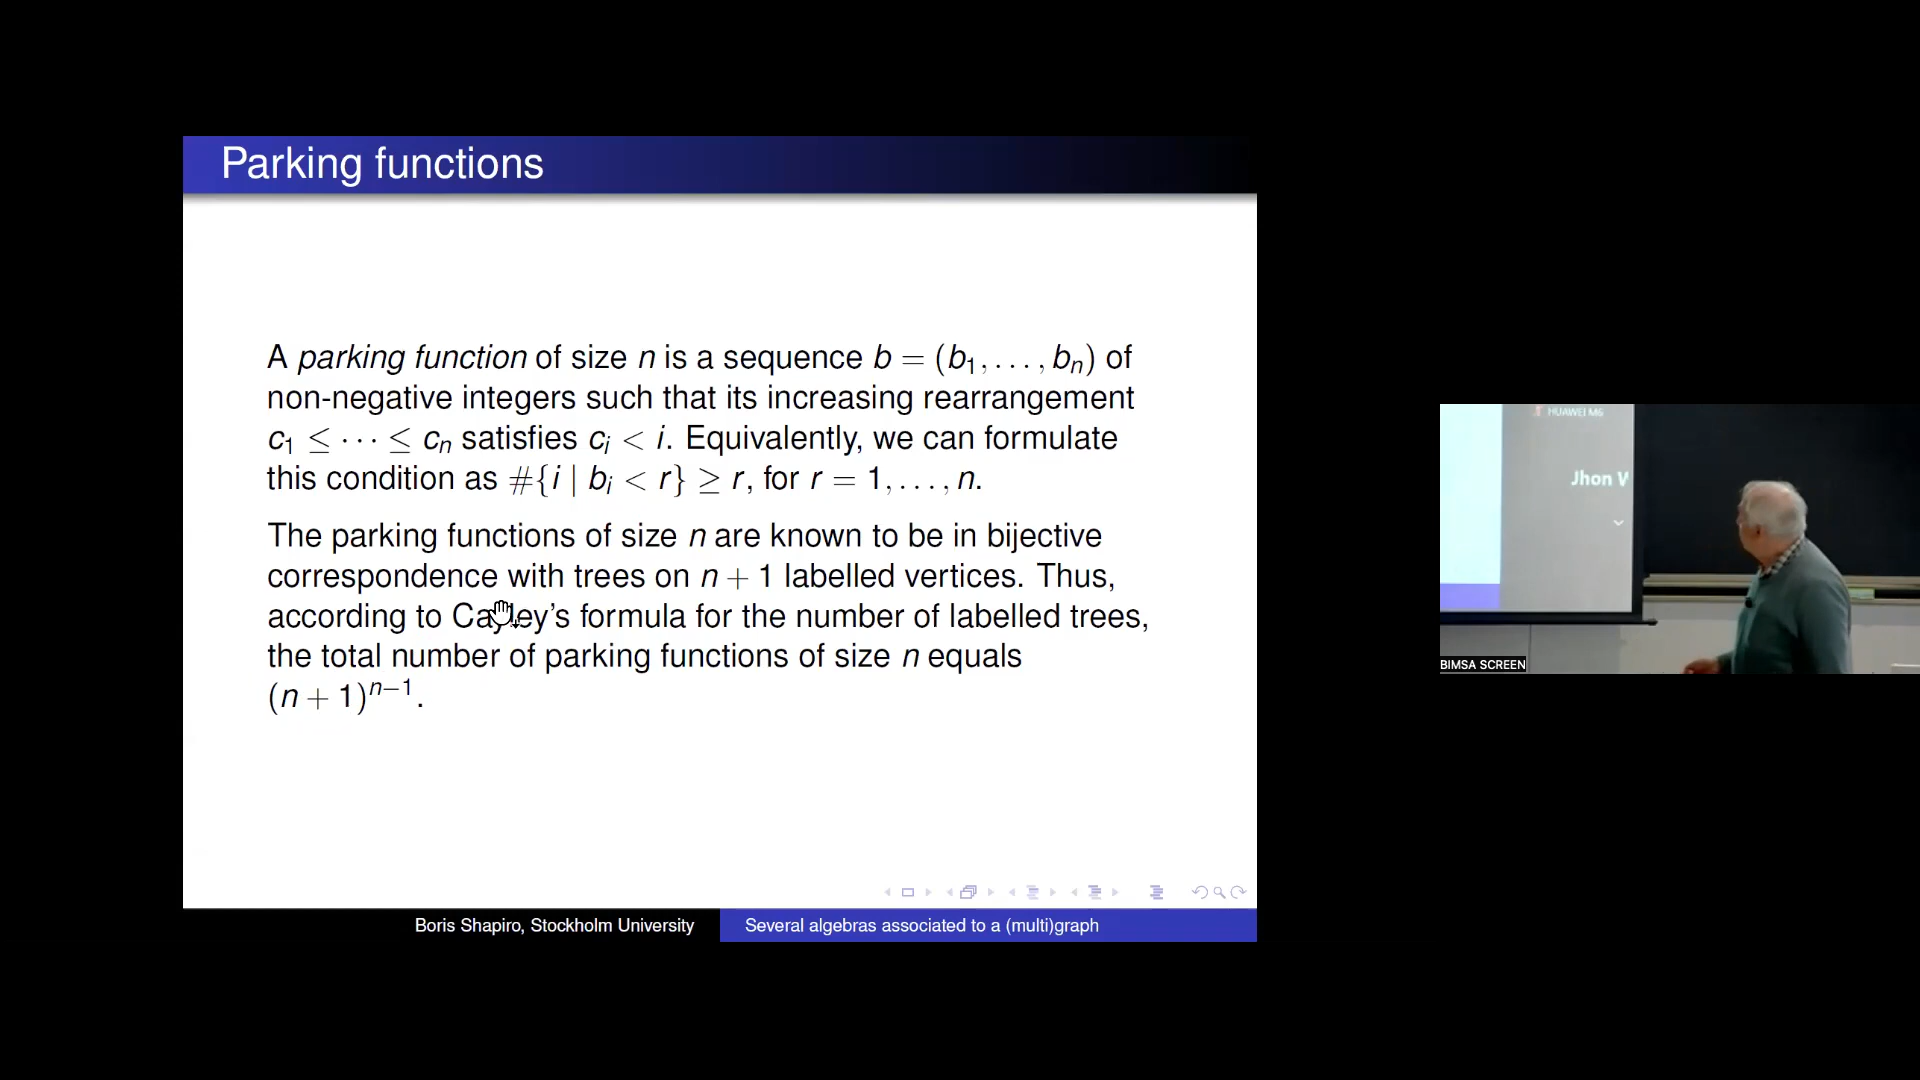 Parking functions
A parking function of size n is a sequence b = (b₁, . . . , bₙ) of
non-negative integers such that its increasing rearrangement
c₁ ≤ · · · ≤ cₙ satisfies cᵢ < i. Equivalently, we can formulate
this condition as #{i | bᵢ < r} ≥ r, for r = 1, . . . , n.
The parking functions of size n are known to be in bijective
correspondence with trees on n + 1 labelled vertices. Thus,
according to Cayley's formula for the number of labelled trees,
the total number of parking functions of size n equals
(n + 1)ⁿ⁻¹.
Boris Shapiro, Stockholm University
Several algebras associated to a (multi)graph
HUAWEI M6
Jhon
BIMSA SCREEN